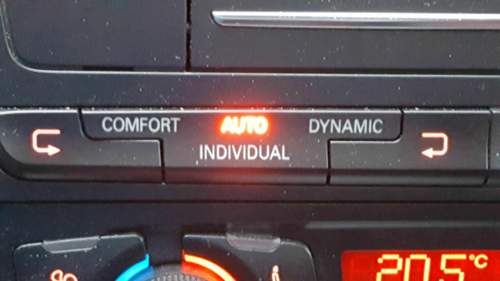 COMFORT AUTO DYNAMIC
INDIVIDUAL
20.5°C